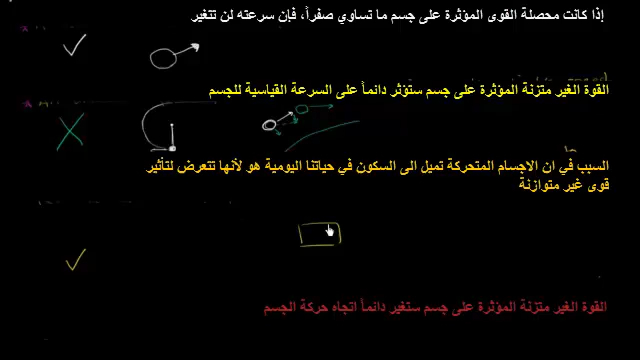 إذا كانت محصلة القوى المؤثرة على جسم ما تساوي صفراً، فإن سرعته لن تتغير
القوة الغير متزنة المؤثرة على جسم ستؤثر دائماً على السرعة القياسية للجسم
السبب في ان الاجسام المتحركة تميل الى السكون في حياتنا اليومية هو لأنها تتعرض لتأثير
قوى غير متوازنة
القوة الغير متزنة المؤثرة على جسم ستغير دائماً اتجاه حركة الجسم